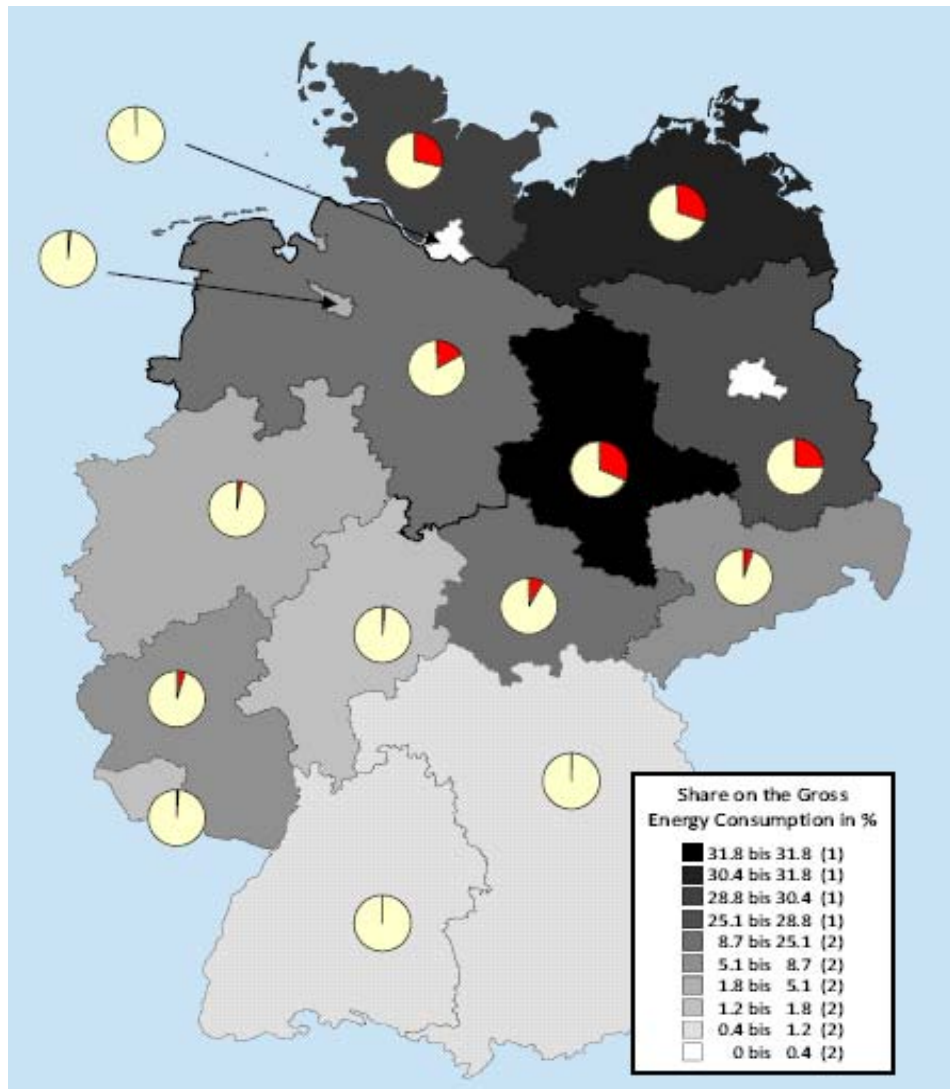 Share on the Gross
Energy Consumption in %
31.8 bis 31.8 (1)
30.4 bis 31.8 (1)
28.8 bis 30.4 (1)
25.1 bis 28.8 (1)
8.7 bis 25.1 (2)
5.1 bis 8.7 (2)
1.8 bis 5.1 (2)
1.2 bis 1.8 (2)
0.4 bis 1.2 (2)
0 bis 0.4 (2)